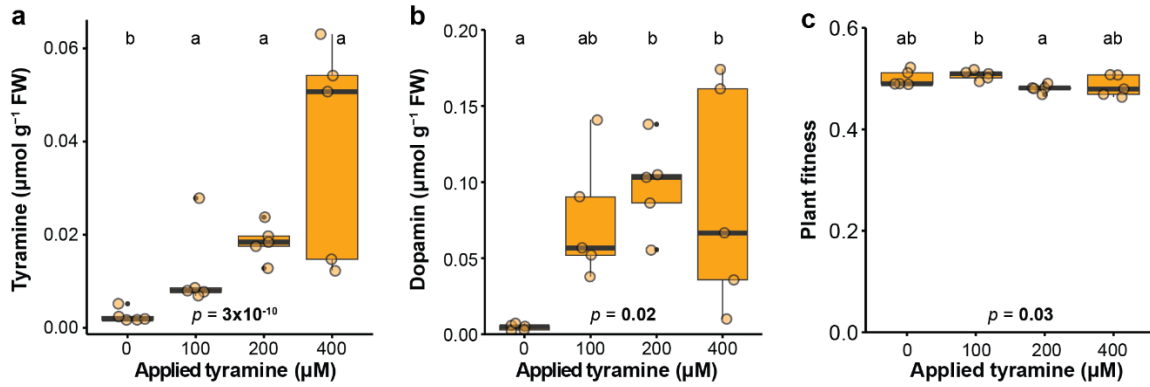 a
Tyramine (µmol g⁻¹ FW)
0.06
0.04
0.02
0.00
b a a a
p = 3x10⁻¹⁰
0 100 200 400
Applied tyramine (µM)
b
Dopamin (µmol g⁻¹ FW)
0.20
0.15
0.10
0.05
0.00
a ab b b
p = 0.02
0 100 200 400
Applied tyramine (µM)
c
Plant fitness
0.6
0.4
0.2
0.0
ab b a ab
p = 0.03
0 100 200 400
Applied tyramine (µM)